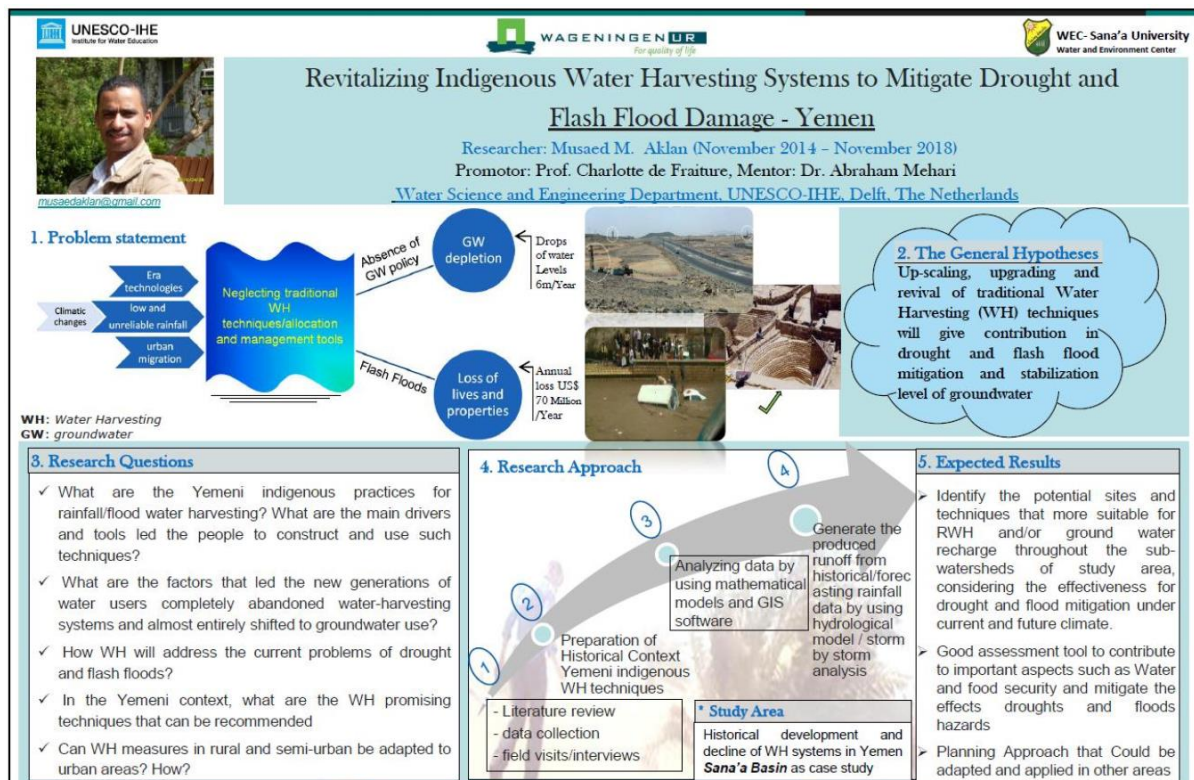 UNESCO-IHE
Institute for Water Education
WAGENINGEN UR
For quality of life
WEC- Sana'a University
Water and Environment Center
Revitalizing Indigenous Water Harvesting Systems to Mitigate Drought and
Flash Flood Damage - Yemen
Researcher: Musaed M. Aklan (November 2014 – November 2018)
Promotor: Prof. Charlotte de Fraiture, Mentor: Dr. Abraham Mehari
Water Science and Engineering Department, UNESCO-IHE, Delft, The Netherlands
musaedaklan@gmail.com
1. Problem statement
Climatic
changes
Era
technologies
low and
unreliable rainfall
urban
migration
Neglecting traditional
WH
techniques/allocation
and management tools
Absence of
GW policy
Flash Floods
GW
depletion
Drops
of water
Levels
6m/Year
Loss of
lives and
properties
Annual
loss US$
70 Million
/Year
WH: Water Harvesting
GW: groundwater
2. The General Hypotheses
Up-scaling, upgrading and
revival of traditional Water
Harvesting (WH) techniques
will give contribution in
drought and flash flood
mitigation and stabilization
level of groundwater
3. Research Questions
✓ What are the Yemeni indigenous practices for
rainfall/flood water harvesting? What are the main drivers
and tools led the people to construct and use such
techniques?
✓ What are the factors that led the new generations of
water users completely abandoned water-harvesting
systems and almost entirely shifted to groundwater use?
✓ How WH will address the current problems of drought
and flash floods?
✓ In the Yemeni context, what are the WH promising
techniques that can be recommended
✓ Can WH measures in rural and semi-urban be adapted to
urban areas? How?
4. Research Approach
1
- Literature review
- data collection
- field visits/interviews
2
Preparation of
Historical Context
Yemeni indigenous
WH techniques
3
Analyzing data by
using mathematical
models and GIS
software
4
Generate the
produced
runoff from
historical/forec
asting rainfall
data by using
hydrological
model / storm
by storm
analysis
* Study Area
Historical development and
decline of WH systems in Yemen
Sana'a Basin as case study
5. Expected Results
➢ Identify the potential sites and
techniques that more suitable for
RWH and/or ground water
recharge throughout the sub-
watersheds of study area,
considering the effectiveness for
drought and flood mitigation under
current and future climate.
➢ Good assessment tool to contribute
to important aspects such as Water
and food security and mitigate the
effects droughts and floods
hazards
➢ Planning Approach that Could be
adapted and applied in other areas